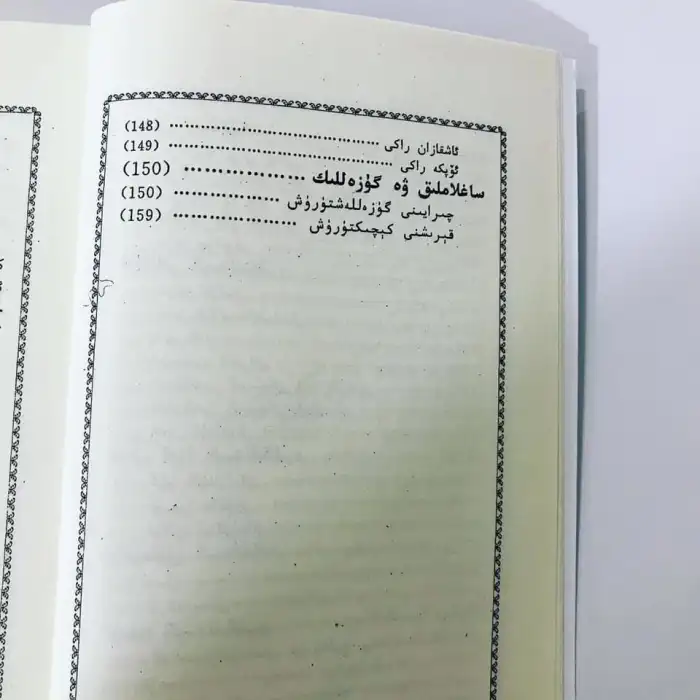 ئاشقازان راكى ........................................ (148)
ئۆپكە راكى ........................................ (149)
ساغلاملىق ۋە گۈزەللىك .................. (150)
چىرايىنى گۈزەللەشتۈرۈش ..................... (150)
قېرىشنى كېچىكتۈرۈش ..................... (159)